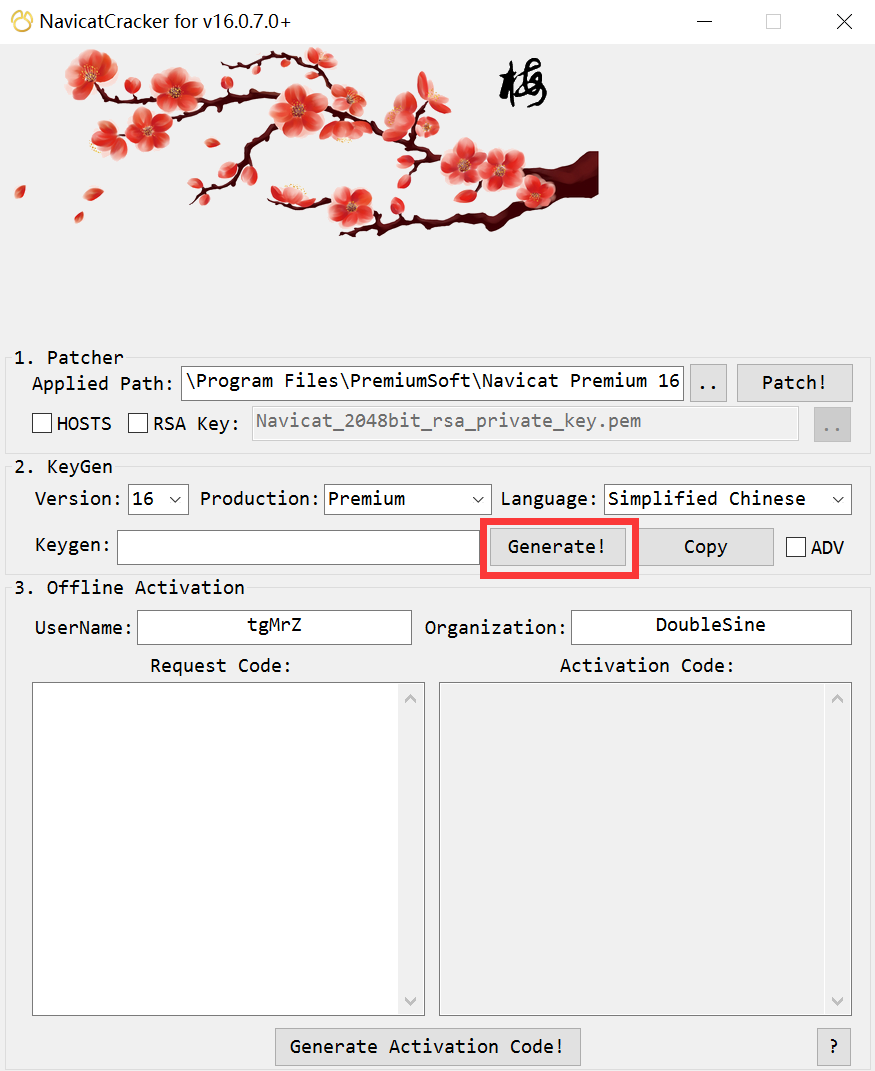 NavicatCracker for v16.0.7.0+
梅
1. Patcher
Applied Path: \Program Files\PremiumSoft\Navicat Premium 16 .. Patch!
HOSTS RSA Key: Navicat_2048bit_rsa_private_key.pem ..
2. KeyGen
Version: 16 Production: Premium Language: Simplified Chinese
Keygen: Generate! Copy ADV
3. Offline Activation
UserName: tgMrZ Organization: DoubleSine
Request Code: Activation Code:
Generate Activation Code! ?